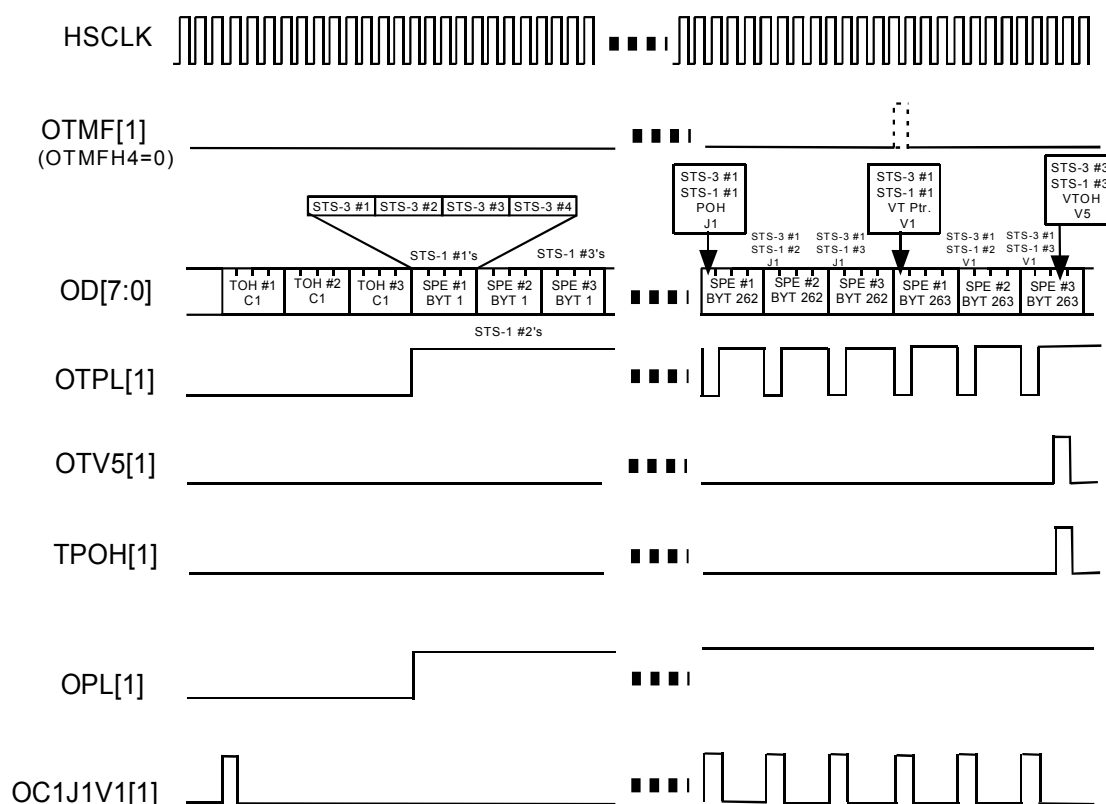 HSCLK
OTMF[1]
(OTMFH4=0)
STS-3 #1
STS-1 #1
POH
J1
STS-3 #1
STS-1 #1
VT Ptr.
V1
STS-3 #3
STS-1 #3
VTOH
V5
STS-3 #1 STS-3 #2 STS-3 #3 STS-3 #4
STS-1 #1's
STS-1 #3's
STS-3 #1
STS-1 #2
J1
STS-3 #1
STS-1 #3
J1
STS-3 #1
STS-1 #2
V1
STS-3 #1
STS-1 #3
V1
OD[7:0]
TOH #1
C1
TOH #2
C1
TOH #3
C1
SPE #1
BYT 1
SPE #2
BYT 1
SPE #3
BYT 1
SPE #1
BYT 262
SPE #2
BYT 262
SPE #3
BYT 262
SPE #1
BYT 263
SPE #2
BYT 263
SPE #3
BYT 263
STS-1 #2's
OTPL[1]
OTV5[1]
TPOH[1]
OPL[1]
OC1J1V1[1]